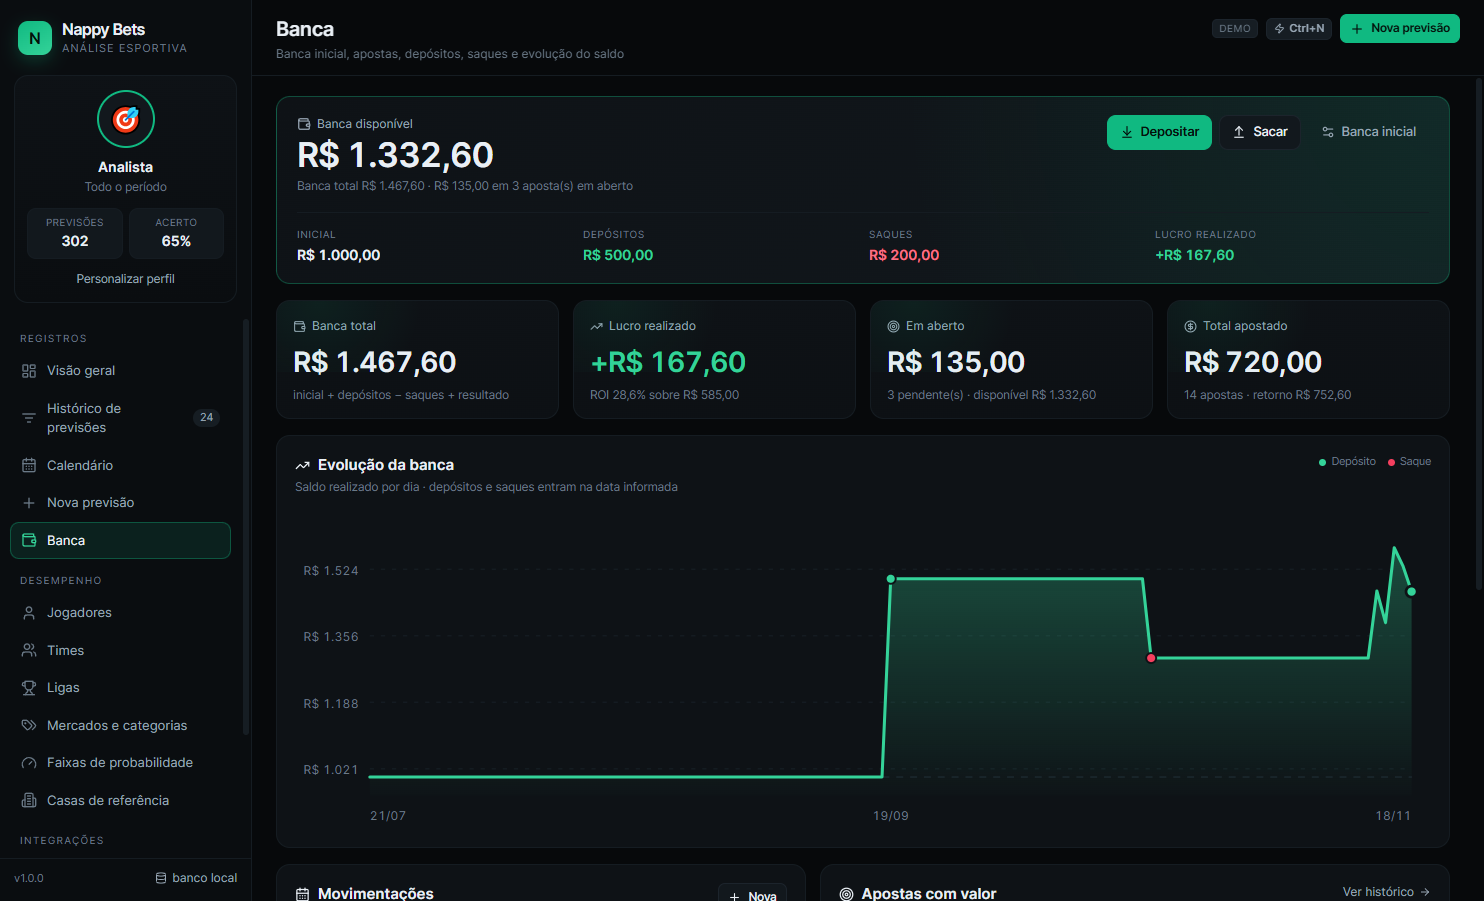 N
Nappy Bets
ANÁLISE ESPORTIVA
Analista
Todo o período
PREVISÕES
302
ACERTO
65%
Personalizar perfil
REGISTROS
Visão geral
Histórico de
previsões
24
Calendário
Nova previsão
Banca
DESEMPENHO
Jogadores
Times
Ligas
Mercados e categorias
Faixas de probabilidade
Casas de referência
INTEGRAÇÕES
v1.0.0
banco local
Banca
Banca inicial, apostas, depósitos, saques e evolução do saldo
DEMO
Ctrl+N
Nova previsão
Banca disponível
R$ 1.332,60
Banca total R$ 1.467,60 · R$ 135,00 em 3 aposta(s) em aberto
Depositar
Sacar
Banca inicial
INICIAL
R$ 1.000,00
DEPÓSITOS
R$ 500,00
SAQUES
R$ 200,00
LUCRO REALIZADO
+R$ 167,60
Banca total
R$ 1.467,60
inicial + depósitos − saques + resultado
Lucro realizado
+R$ 167,60
ROI 28,6% sobre R$ 585,00
Em aberto
R$ 135,00
3 pendente(s) · disponível R$ 1.332,60
Total apostado
R$ 720,00
14 apostas · retorno R$ 752,60
Evolução da banca
Saldo realizado por dia · depósitos e saques entram na data informada
Depósito
Saque
R$ 1.524
R$ 1.356
R$ 1.188
R$ 1.021
21/07
19/09
18/11
Movimentações
Nova
Apostas com valor
Ver histórico →